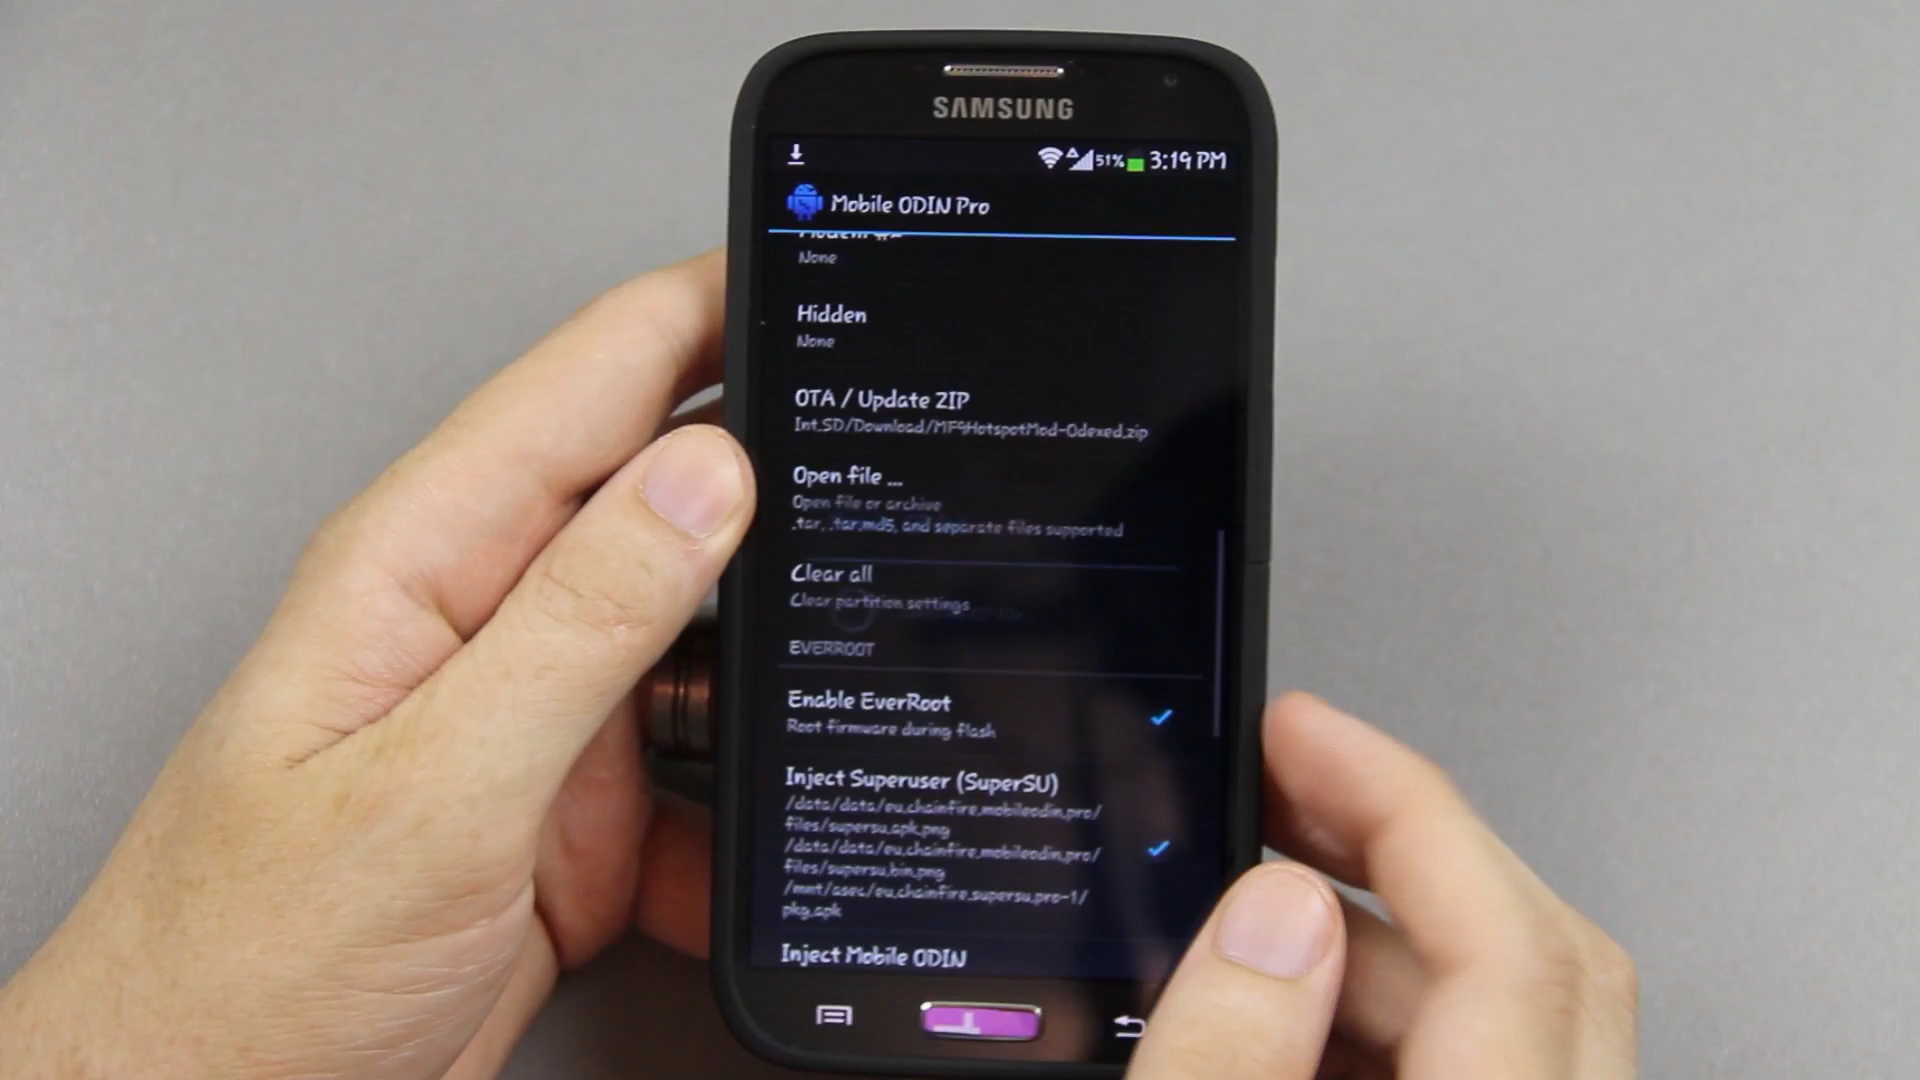 SAMSUNG
51% 3:19 PM
Mobile ODIN Pro
None
Hidden
None
OTA / Update ZIP
Int.SD/Download/MF9HotspotMod-Odexed.zip
Open file ...
Open file or archive
.tar, .tar.md5, and separate files supported
Clear all
Clear partition settings
EVERROOT
Enable EverRoot
Root firmware during flash
Inject Superuser (SuperSU)
/data/data/eu.chainfire.mobileodin.pro/
files/supersu.apk.png
/data/data/eu.chainfire.mobileodin.pro/
files/supersu.bin.png
/mnt/asec/eu.chainfire.supersu.pro-1/
pkg.apk
Inject Mobile ODIN